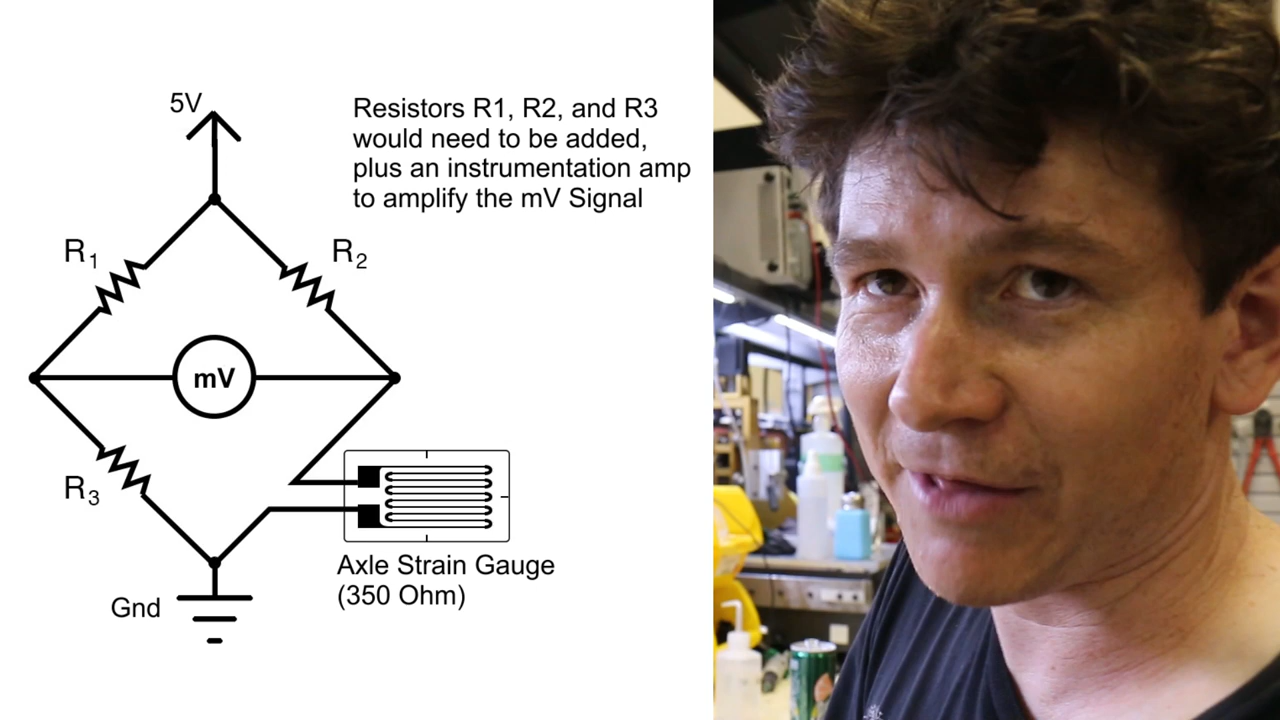 5V
Resistors R1, R2, and R3
would need to be added,
plus an instrumentation amp
to amplify the mV Signal
R1
R2
mV
R3
Axle Strain Gauge
(350 Ohm)
Gnd